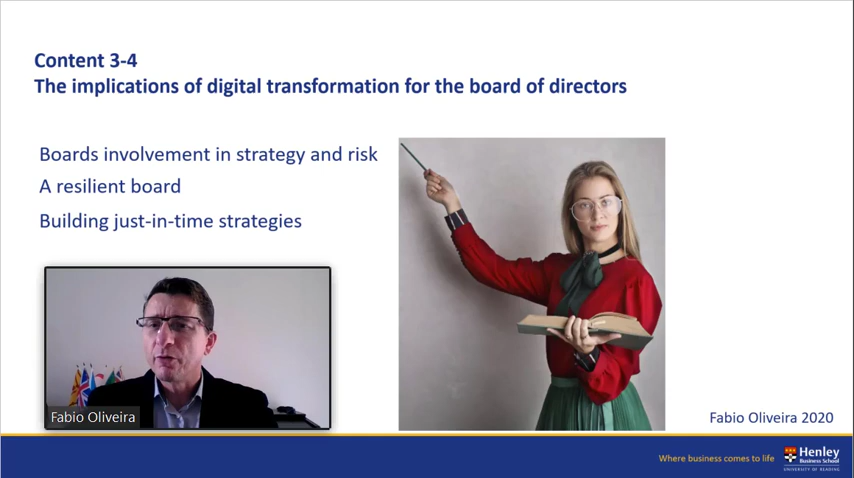 Content 3-4
The implications of digital transformation for the board of directors
Boards involvement in strategy and risk
A resilient board
Building just-in-time strategies
Fabio Oliveira
Fabio Oliveira 2020
Where business comes to life
Henley
Business School
UNIVERSITY OF READING